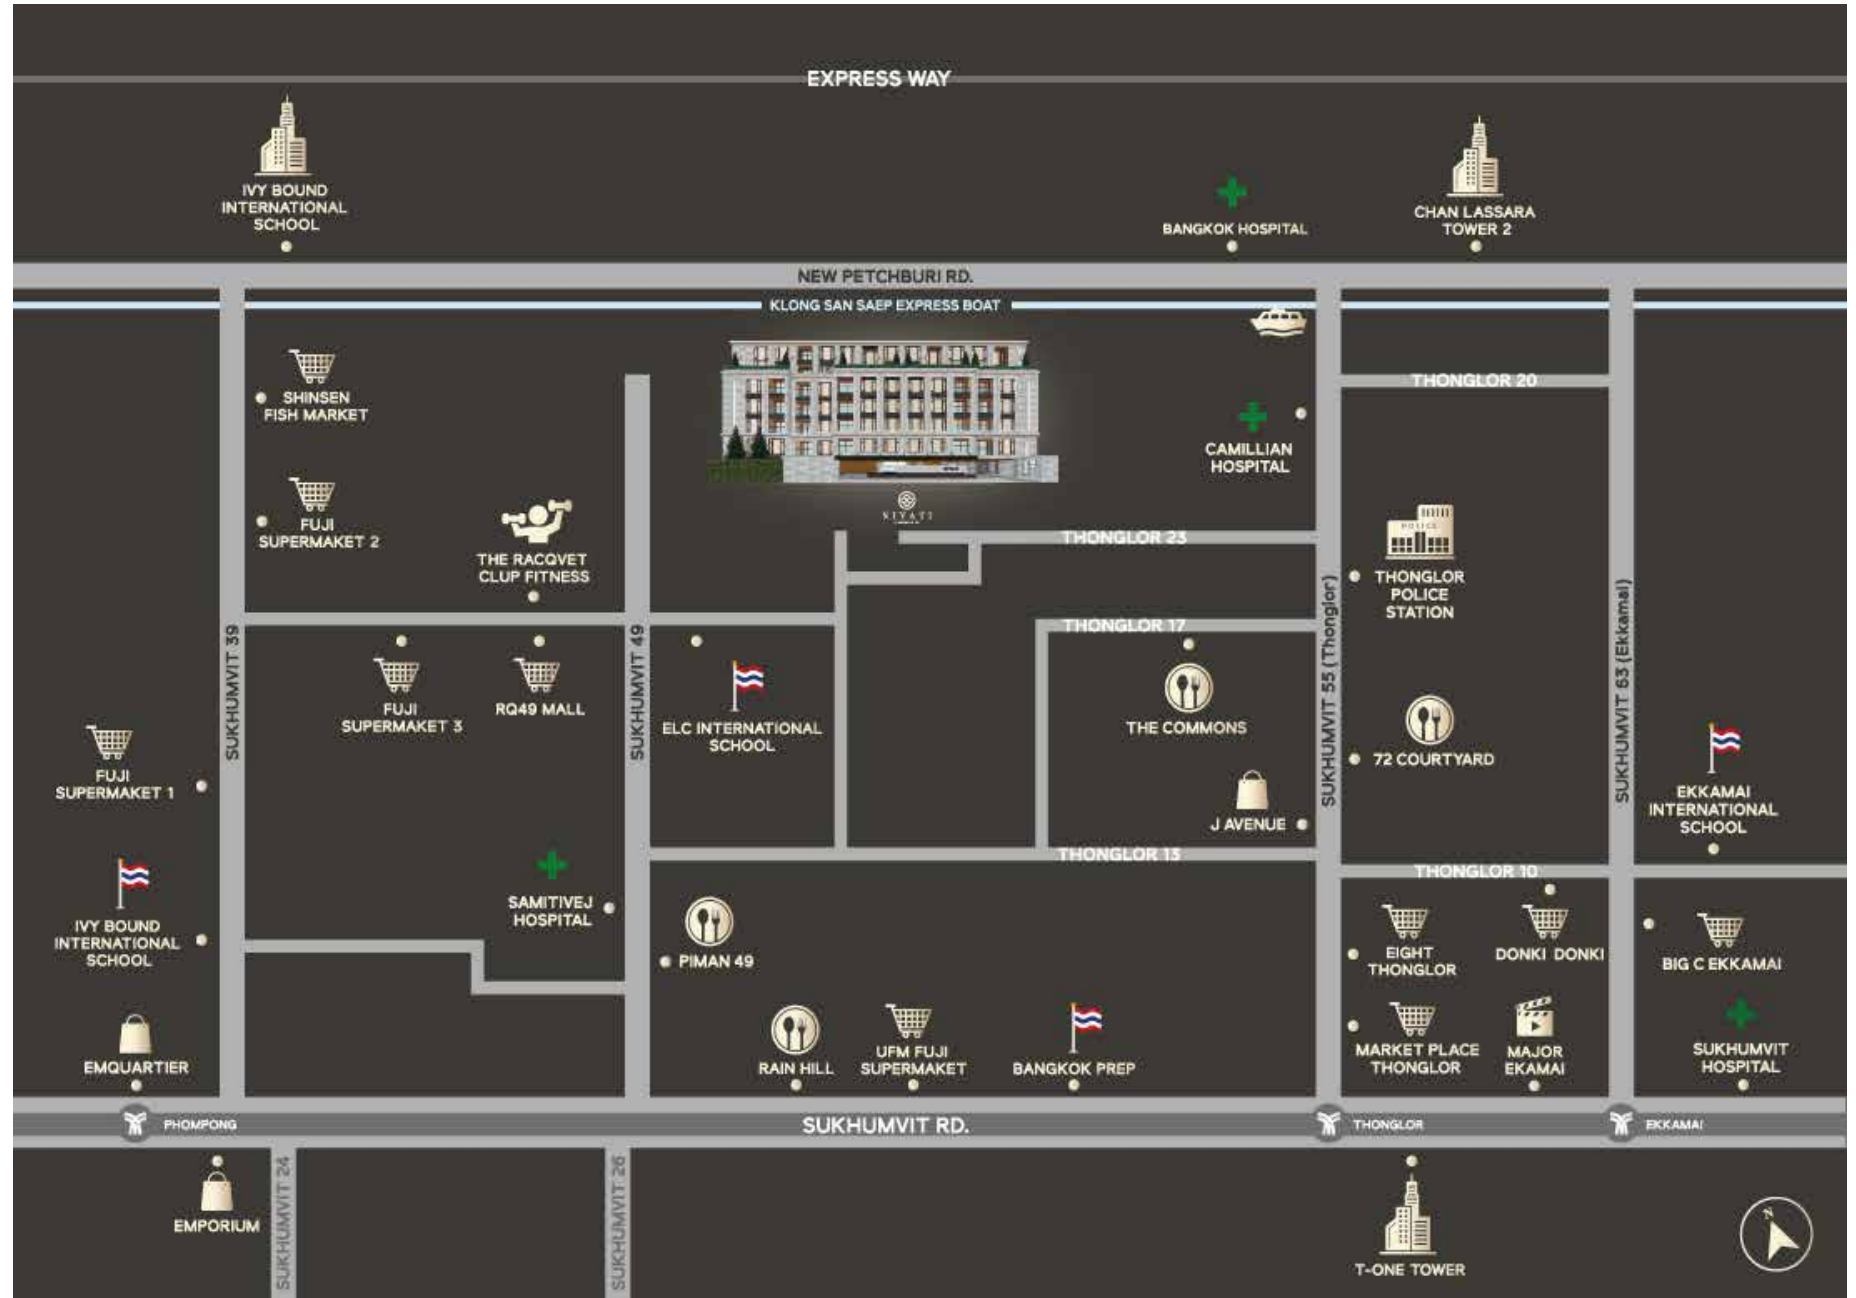 EXPRESS WAY
IVY BOUND
INTERNATIONAL
SCHOOL
BANGKOK HOSPITAL
CHAN LASSARA
TOWER 2
NEW PETCHBURI RD.
KLONG SAN SAEP EXPRESS BOAT
SHINSEN
FISH MARKET
THONGLOR 20
CAMILLIAN
HOSPITAL
FUJI
SUPERMAKET 2
THE RACQVET
CLUP FITNESS
NIVATI
THONGLOR 23
POLICE
THONGLOR
POLICE
STATION
SUKHUMVIT 39
SUKHUMVIT 49
THONGLOR 17
SUKHUMVIT 55 (Thonglor)
SUKHUMVIT 63 (Ekkamai)
FUJI
SUPERMAKET 3
RQ49 MALL
ELC INTERNATIONAL
SCHOOL
THE COMMONS
72 COURTYARD
FUJI
SUPERMAKET 1
J AVENUE
EKKAMAI
INTERNATIONAL
SCHOOL
THONGLOR 13
THONGLOR 10
IVY BOUND
INTERNATIONAL
SCHOOL
SAMITIVEJ
HOSPITAL
PIMAN 49
EIGHT
THONGLOR
DONKI DONKI
BIG C EKKAMAI
EMQUARTIER
RAIN HILL
UFM FUJI
SUPERMAKET
BANGKOK PREP
MARKET PLACE
THONGLOR
MAJOR
EKAMAI
SUKHUMVIT
HOSPITAL
PHOMPONG
SUKHUMVIT RD.
THONGLOR
EKKAMAI
EMPORIUM
SUKHUMVIT 24
SUKHUMVIT 26
T-ONE TOWER
N